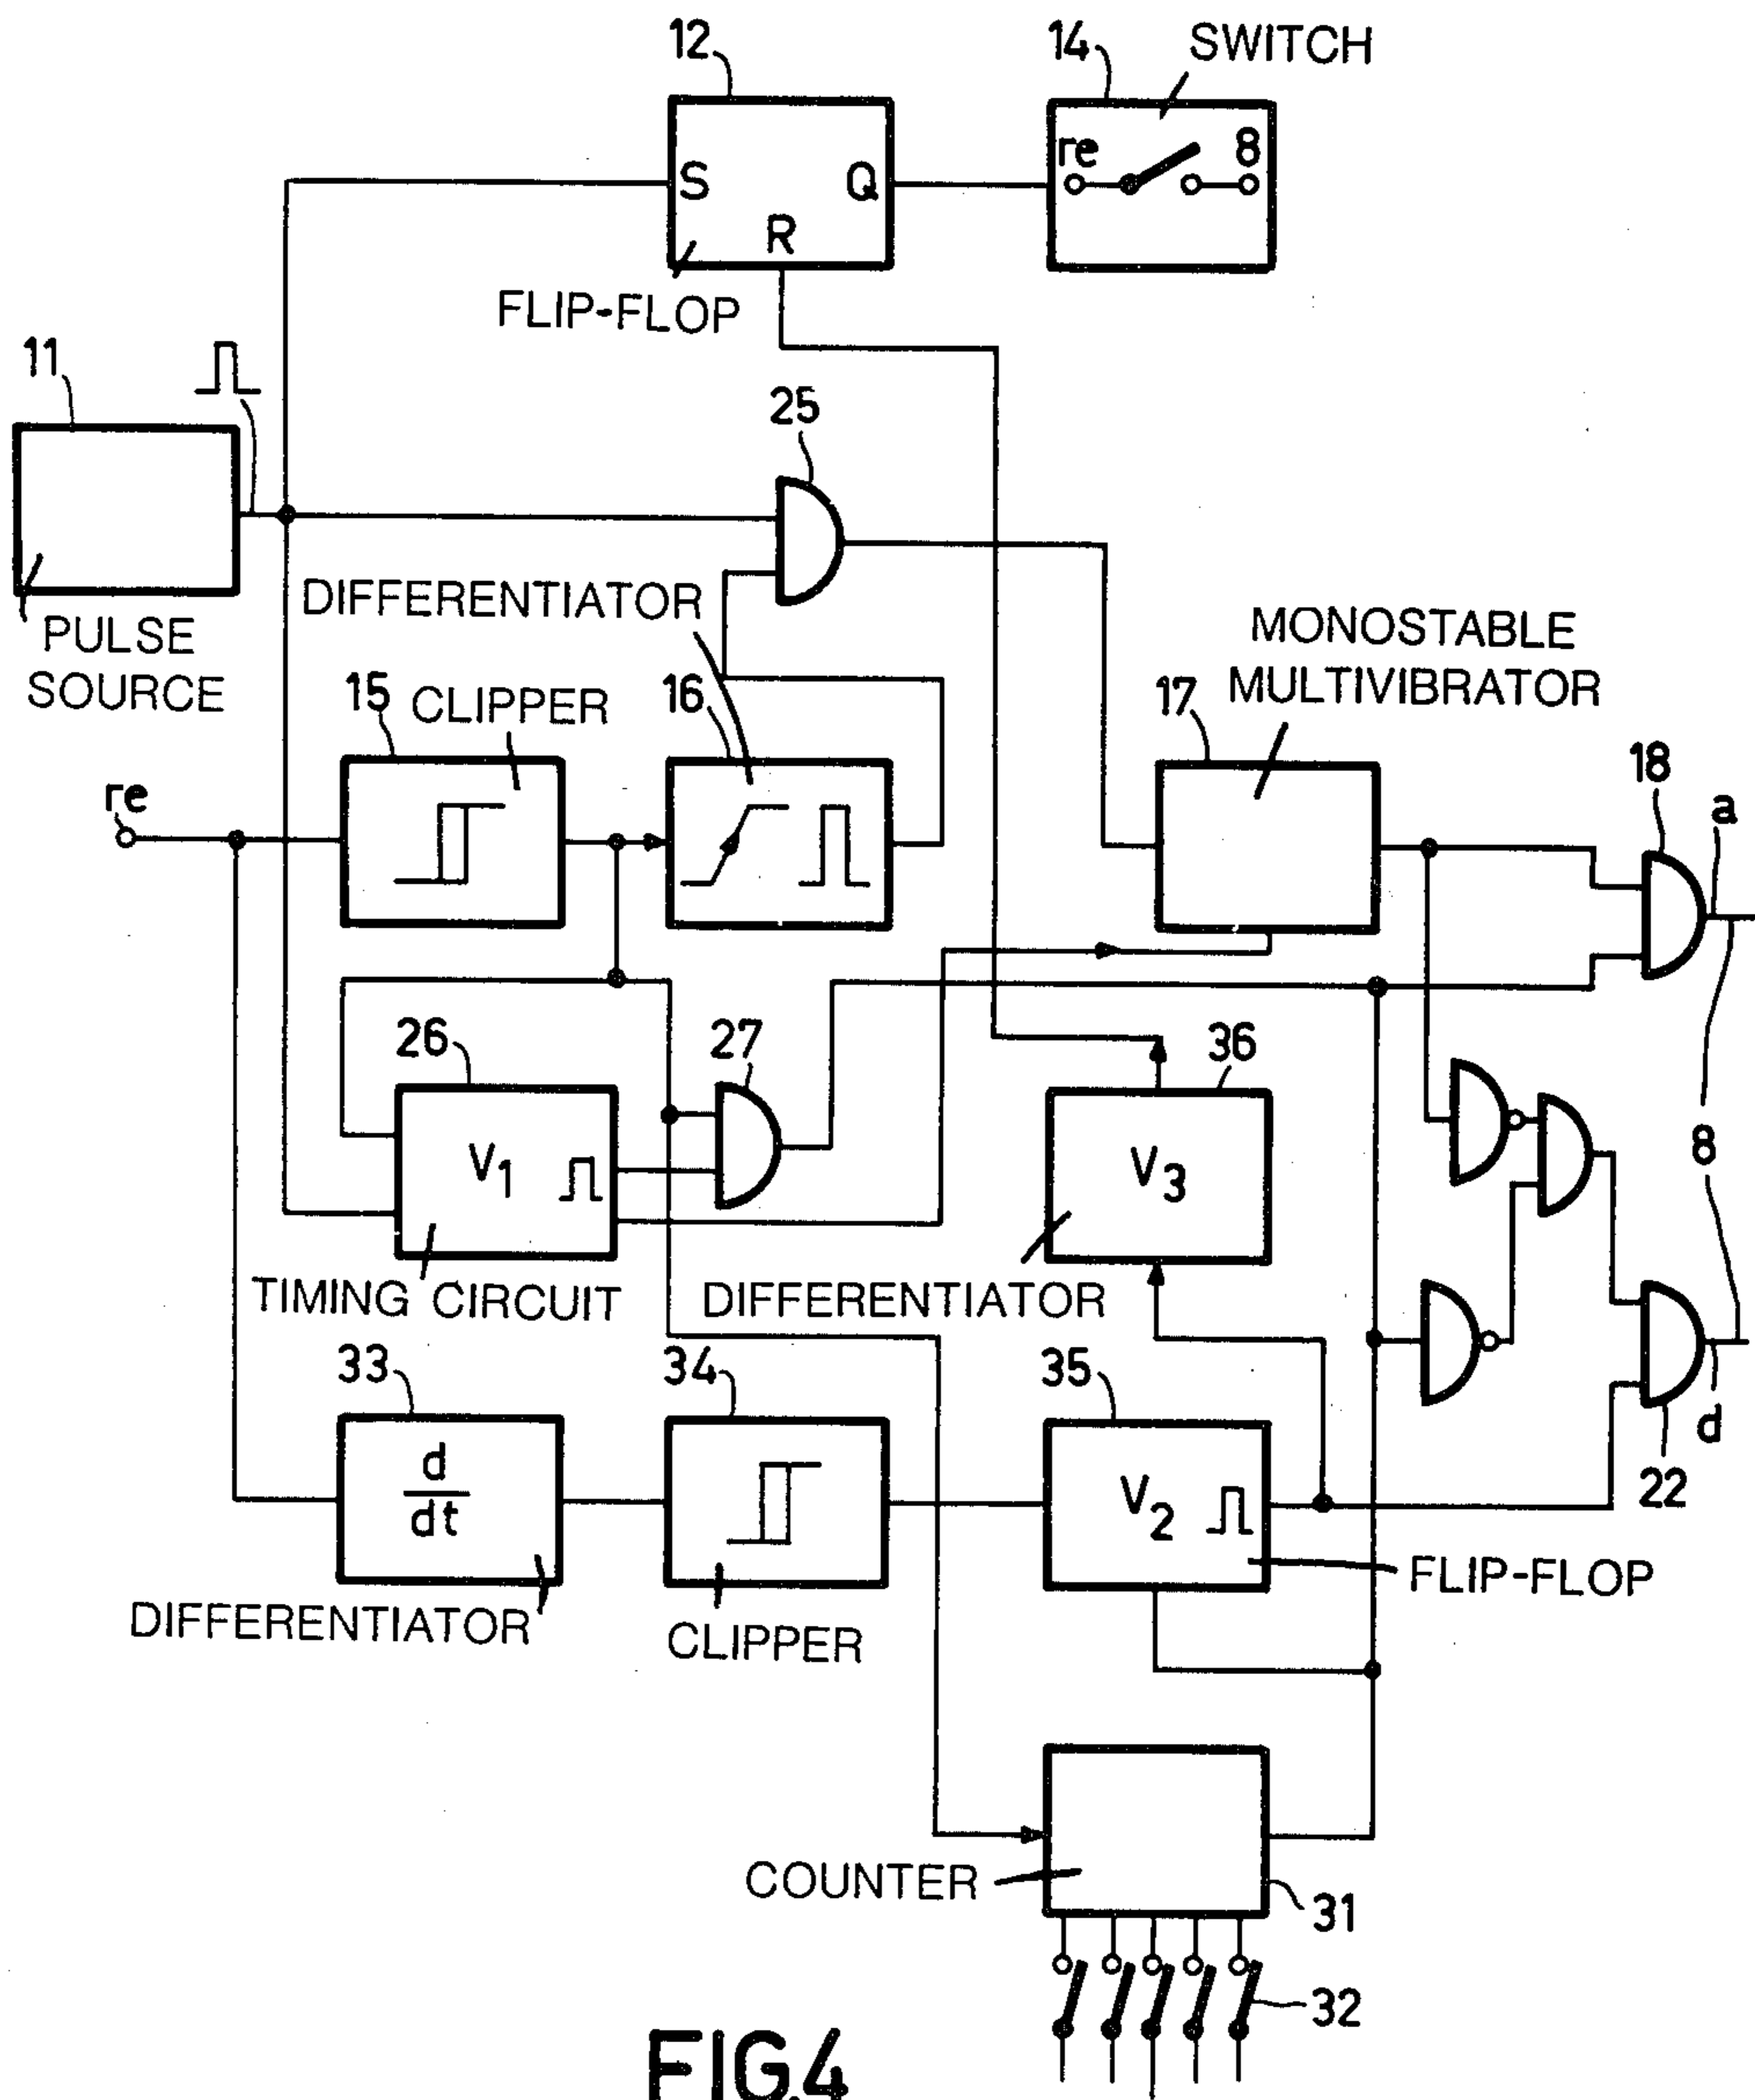 12
14
SWITCH
re
8
S
Q
R
FLIP-FLOP
11
25
PULSE
SOURCE
DIFFERENTIATOR
MONOSTABLE
MULTIVIBRATOR
15
CLIPPER
16
17
18
re
a
26
27
36
V1
V3
8
TIMING CIRCUIT
DIFFERENTIATOR
33
34
35
d
22
d
dt
V2
FLIP-FLOP
DIFFERENTIATOR
CLIPPER
COUNTER
31
32
FIG.4